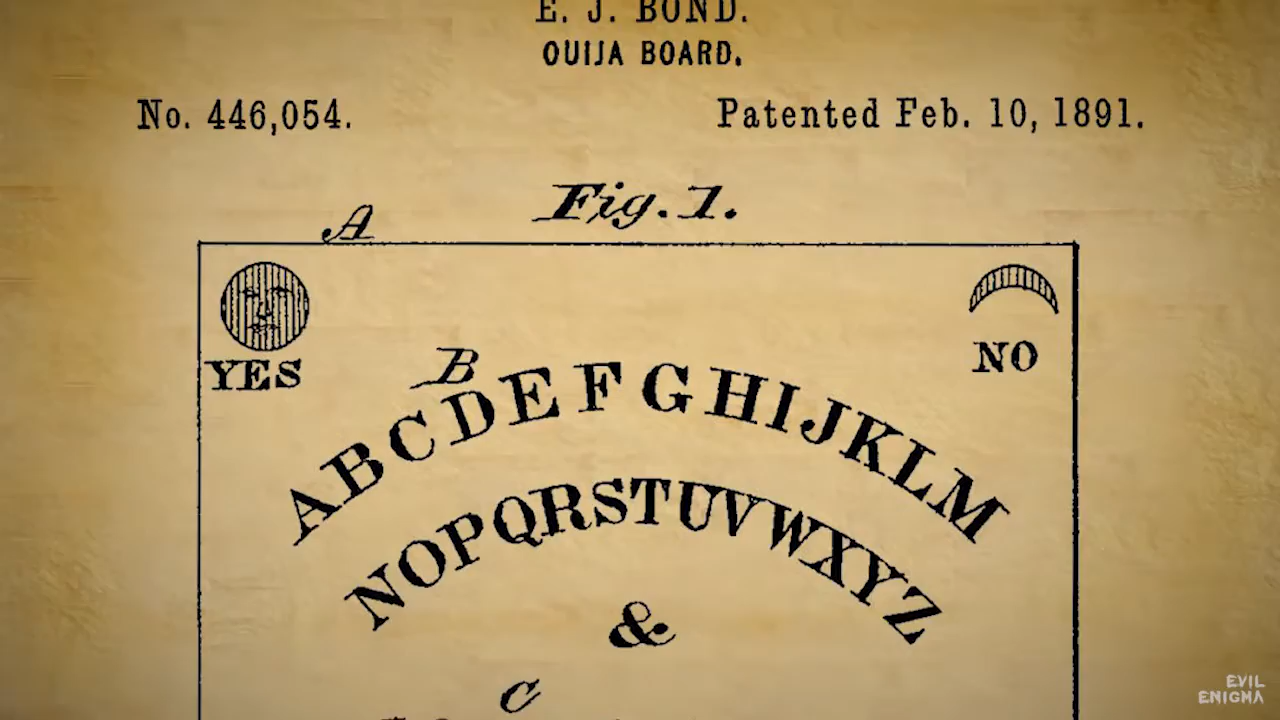 E. J. BOND.
OUIJA BOARD.
No. 446,054.
Patented Feb. 10, 1891.
Fig. 1.
A
YES
NO
B
ABCDEFGHIJKLM
NOPQRSTUVWXYZ
&
C
EVIL
ENIGMA